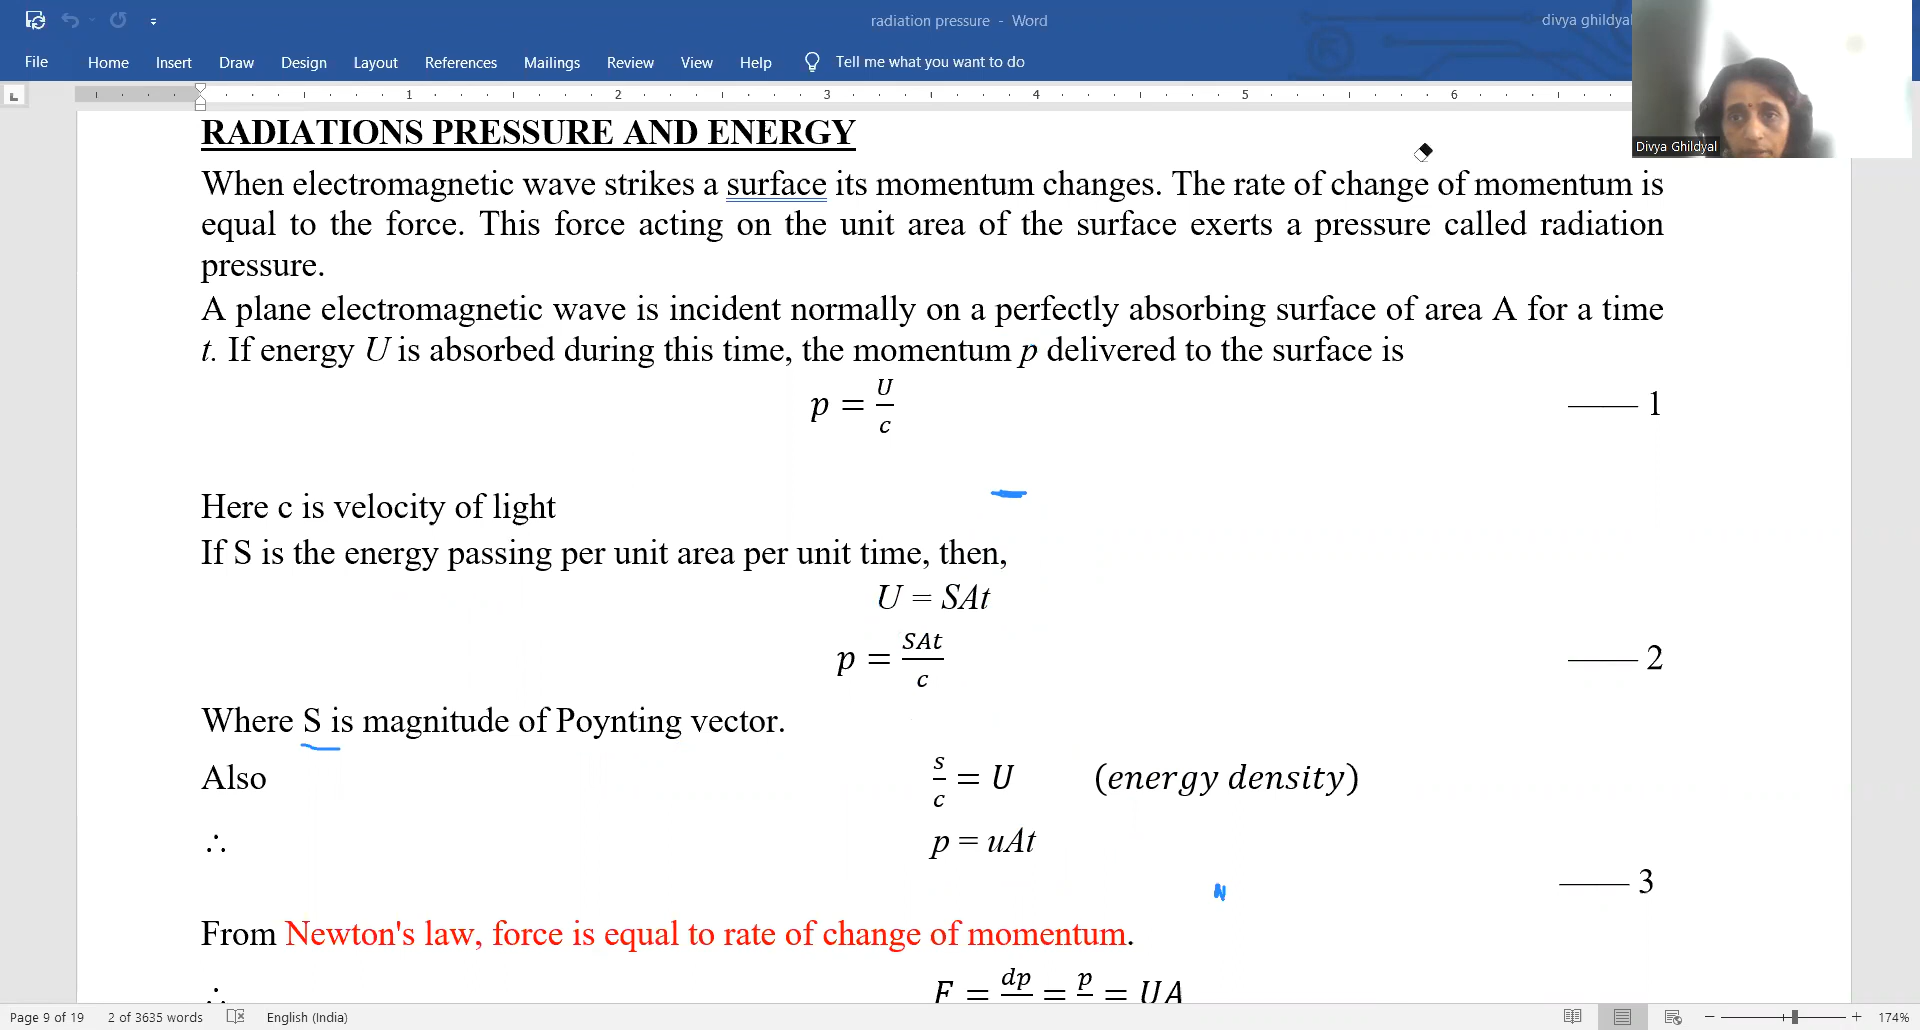 radiation pressure - Word
divya ghildyal
File Home Insert Draw Design Layout References Mailings Review View Help Tell me what you want to do
1 2 3 4 5 6
Divya Ghildyal
RADIATIONS PRESSURE AND ENERGY
When electromagnetic wave strikes a surface its momentum changes. The rate of change of momentum is
equal to the force. This force acting on the unit area of the surface exerts a pressure called radiation
pressure.
A plane electromagnetic wave is incident normally on a perfectly absorbing surface of area A for a time
t. If energy U is absorbed during this time, the momentum p delivered to the surface is
p = U/c —— 1
Here c is velocity of light
If S is the energy passing per unit area per unit time, then,
U = SAt
p = SAt/c —— 2
Where S is magnitude of Poynting vector.
Also s/c = U (energy density)
∴ p = uAt
—— 3
N
From Newton's law, force is equal to rate of change of momentum.
∴ F = dp = p = UA
Page 9 of 19 2 of 3635 words English (India) 174%